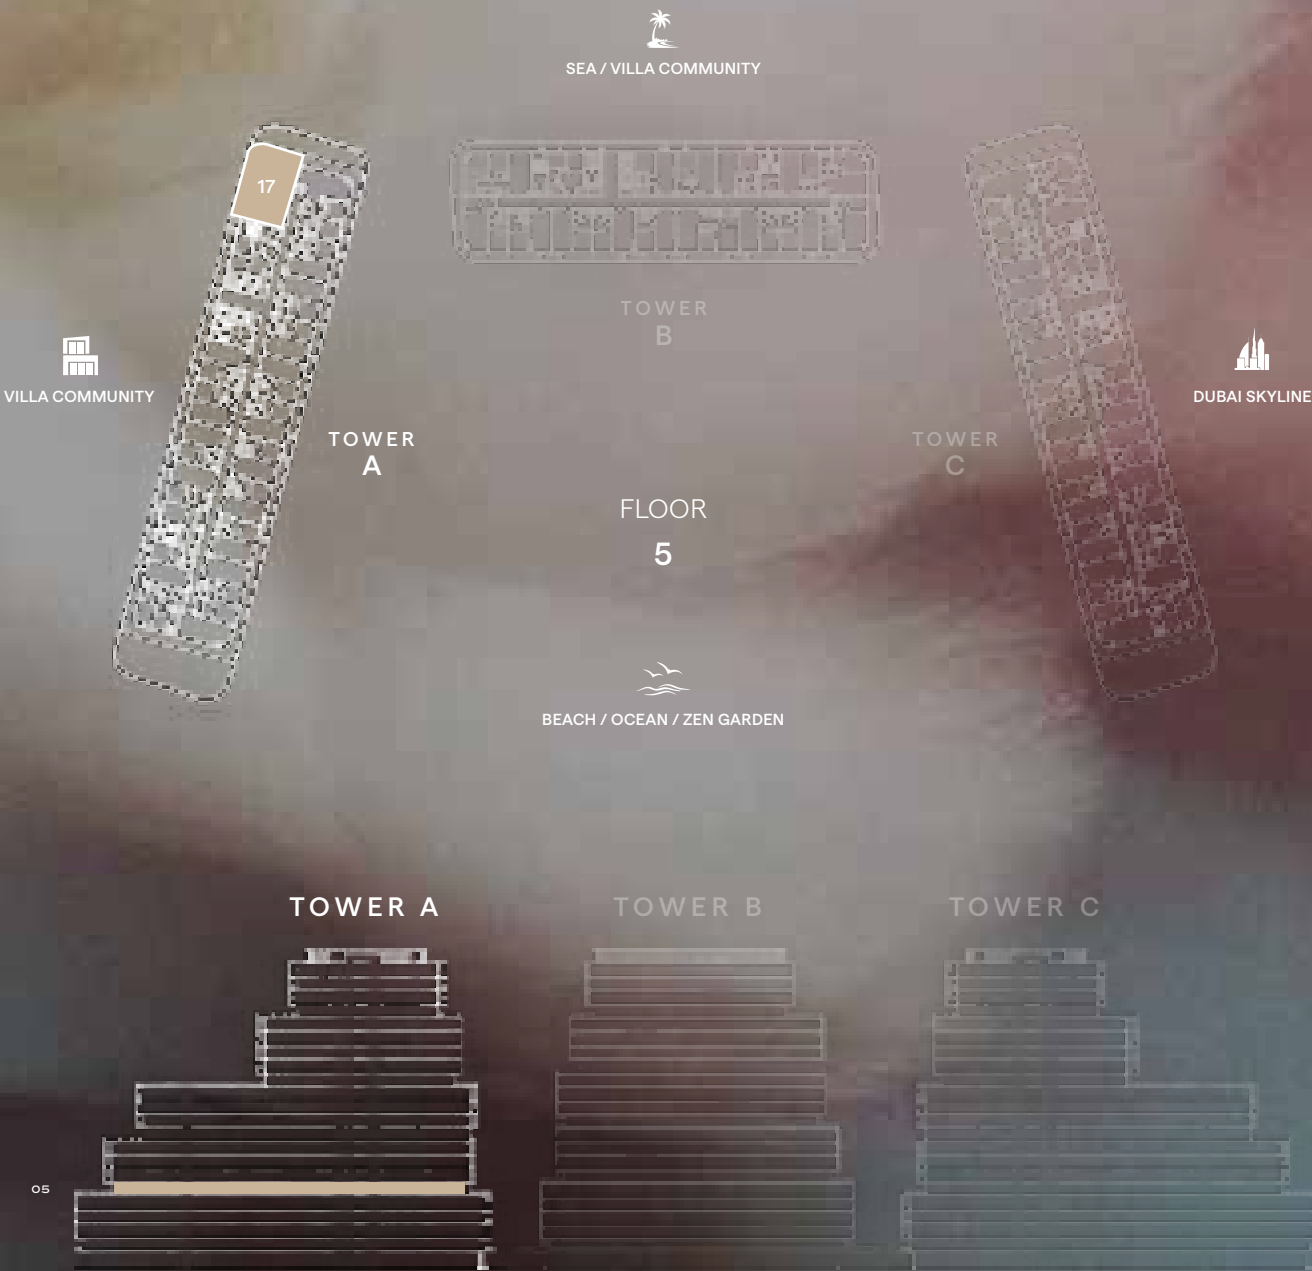 SEA / VILLA COMMUNITY
17
TOWER
B
VILLA COMMUNITY
DUBAI SKYLINE
TOWER
A
TOWER
C
FLOOR
5
BEACH / OCEAN / ZEN GARDEN
TOWER A
TOWER B
TOWER C
05